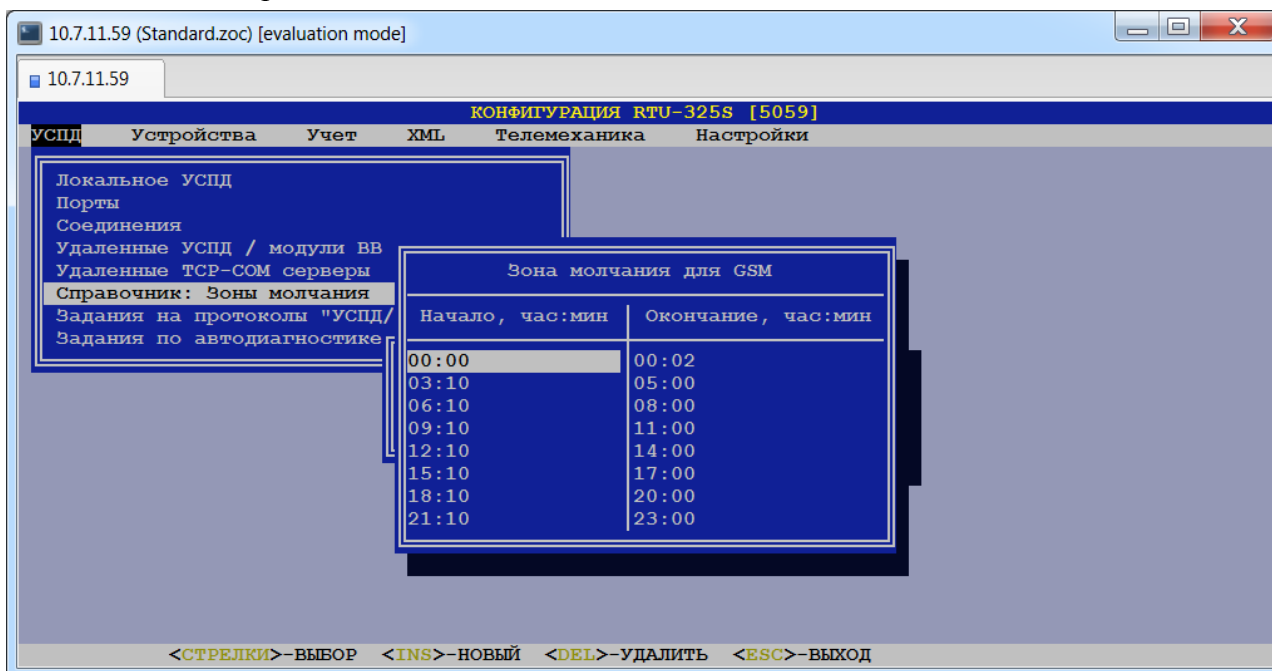 10.7.11.59 (Standard.zoc) [evaluation mode]
10.7.11.59
КОНФИГУРАЦИЯ RTU-325S [5059]
УСПД Устройства Учет XML Телемеханика Настройки
Локальное УСПД
Порты
Соединения
Удаленные УСПД / модули ВВ
Удаленные TCP-COM серверы
Справочник: Зоны молчания
Задания на протоколы "УСПД/
Задания по автодиагностике
Зона молчания для GSM
Начало, час:мин Окончание, час:мин
00:00 00:02
03:10 05:00
06:10 08:00
09:10 11:00
12:10 14:00
15:10 17:00
18:10 20:00
21:10 23:00
<СТРЕЛКИ>-ВЫБОР <INS>-НОВЫЙ <DEL>-УДАЛИТЬ <ESC>-ВЫХОД